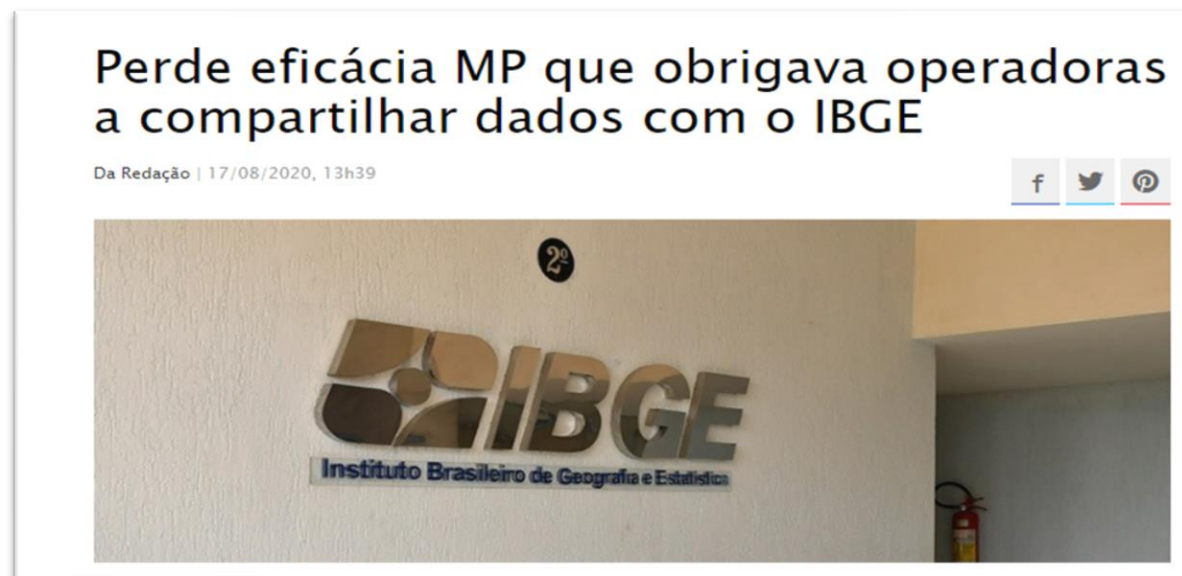 Perde eficácia MP que obrigava operadoras
a compartilhar dados com o IBGE
Da Redação | 17/08/2020, 13h39
2º
IBGE
Instituto Brasileiro de Geografia e Estatística